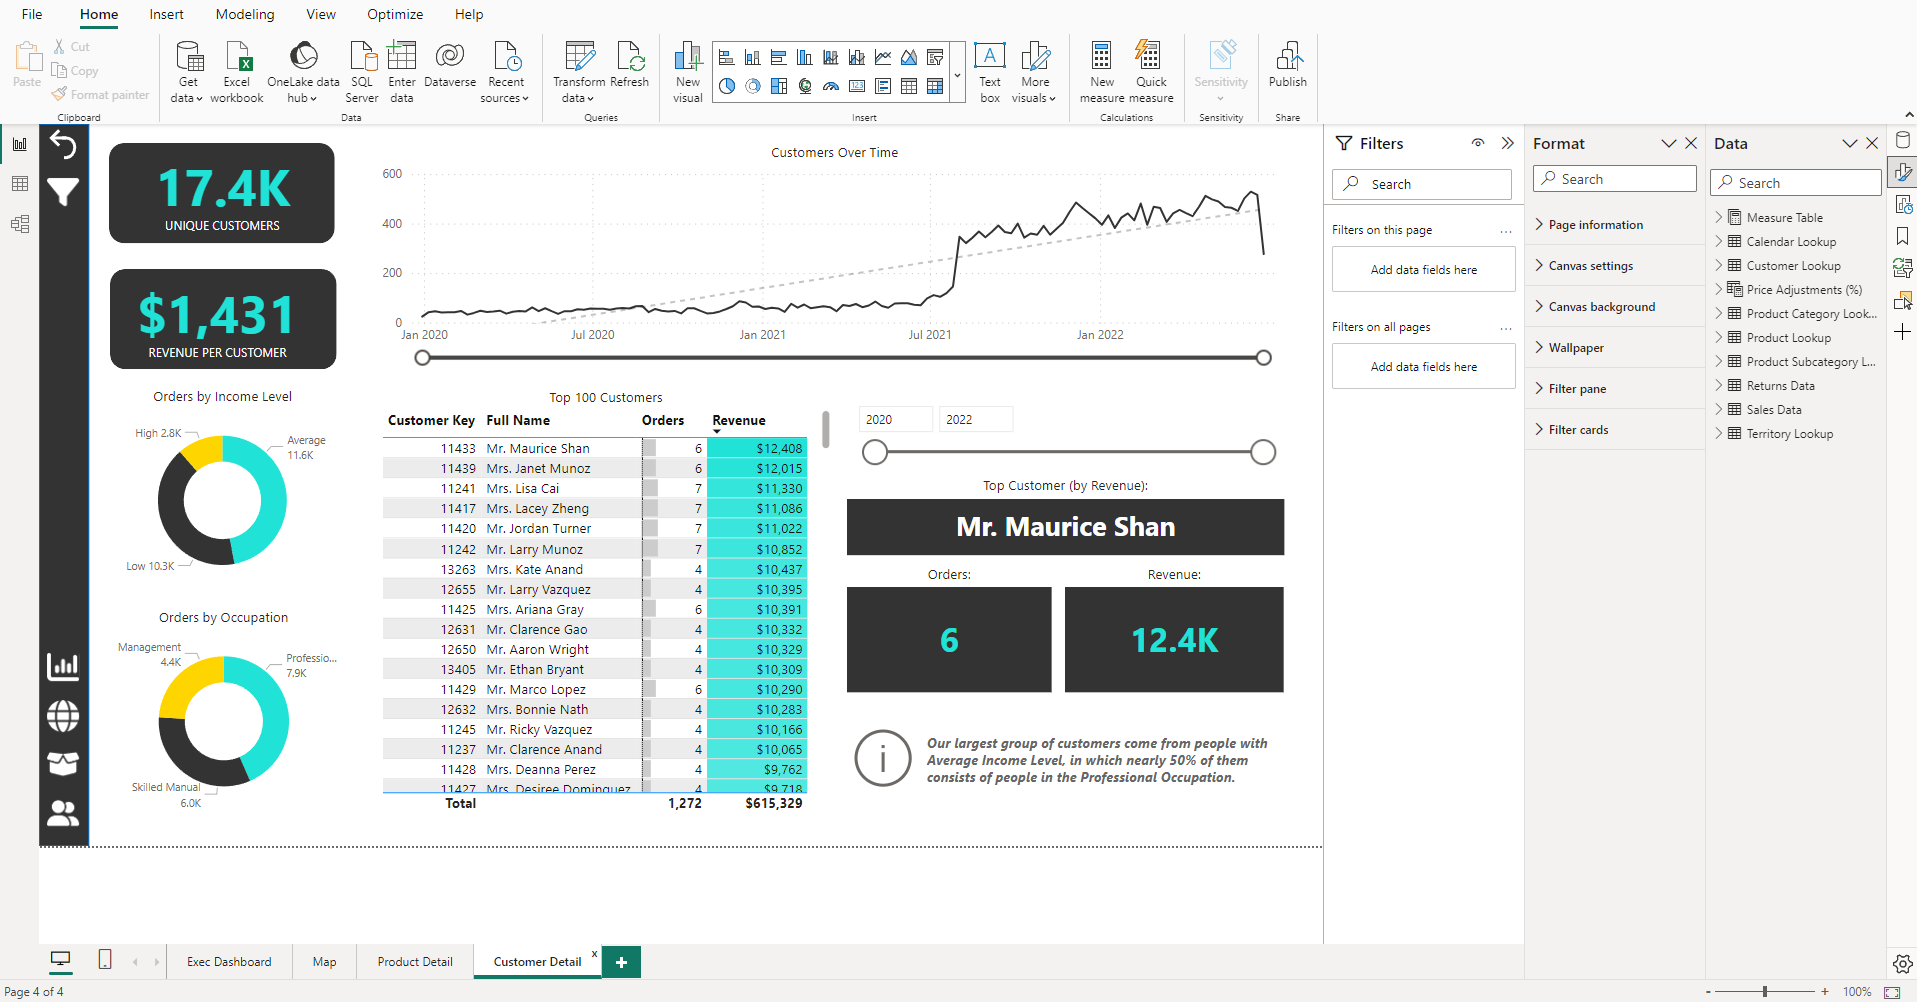 File Home Insert Modeling View Optimize Help
Paste
Cut
Copy
Format painter
Clipboard
Get data
Excel workbook
OneLake data hub
SQL Server
Enter data
Dataverse
Recent sources
Data
Transform data
Refresh
Queries
New visual
123
A
Text box
More visuals
Insert
New measure
Quick measure
Calculations
Sensitivity
Sensitivity
Publish
Share
17.4K
UNIQUE CUSTOMERS
$1,431
REVENUE PER CUSTOMER
Customers Over Time
600
400
200
0
Jan 2020 Jul 2020 Jan 2021 Jul 2021 Jan 2022
Orders by Income Level
High 2.8K
Average
11.6K
Low 10.3K
Orders by Occupation
Management
4.4K
Professio...
7.9K
Skilled Manual
6.0K
Top 100 Customers
Customer Key Full Name Orders Revenue
11433 Mr. Maurice Shan 6 $12,408
11439 Mrs. Janet Munoz 6 $12,015
11241 Mrs. Lisa Cai 7 $11,330
11417 Mrs. Lacey Zheng 7 $11,086
11420 Mr. Jordan Turner 7 $11,022
11242 Mr. Larry Munoz 7 $10,852
13263 Mrs. Kate Anand 4 $10,437
12655 Mr. Larry Vazquez 4 $10,395
11425 Mrs. Ariana Gray 6 $10,391
12631 Mr. Clarence Gao 4 $10,332
12650 Mr. Aaron Wright 4 $10,329
13405 Mr. Ethan Bryant 4 $10,309
11429 Mr. Marco Lopez 6 $10,290
12632 Mrs. Bonnie Nath 4 $10,283
11245 Mr. Ricky Vazquez 4 $10,166
11237 Mr. Clarence Anand 4 $10,065
11428 Mrs. Deanna Perez 4 $9,762
11427 Mrs. Desiree Dominguez 4 $9,718
Total 1,272 $615,329
2020 2022
Top Customer (by Revenue):
Mr. Maurice Shan
Orders: Revenue:
6 12.4K
i
Our largest group of customers come from people with
Average Income Level, in which nearly 50% of them
consists of people in the Professional Occupation.
Filters
Search
Filters on this page ...
Add data fields here
Filters on all pages ...
Add data fields here
Format
Search
Page information
Canvas settings
Canvas background
Wallpaper
Filter pane
Filter cards
Data
Search
Measure Table
Calendar Lookup
Customer Lookup
Price Adjustments (%)
Product Category Look...
Product Lookup
Product Subcategory L...
Returns Data
Sales Data
Territory Lookup
Exec Dashboard Map Product Detail Customer Detail x +
Page 4 of 4
- + 100%